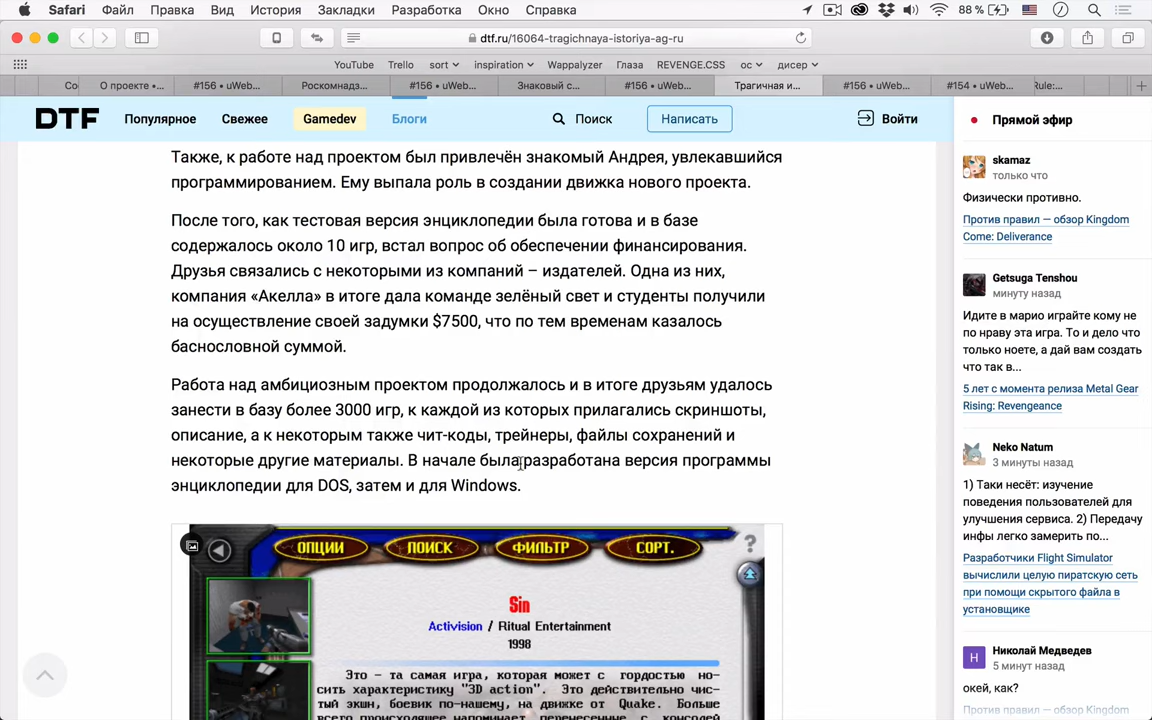 Safari Файл Правка Вид История Закладки Разработка Окно Справка 88 %
dtf.ru/16064-tragichnaya-istoriya-ag-ru
YouTube Trello sort inspiration Wappalyzer Глаза REVENGE.CSS ос дисер
Со О проекте •... #156 • uWeb... Роскомнадз... #156 • uWeb... Знаковый с... #156 • uWeb... Трагичная и... #156 • uWeb... #154 • uWeb... Rule:...
DTF Популярное Свежее Gamedev Блоги Поиск Написать Войти
Также, к работе над проектом был привлечён знакомый Андрея, увлекавшийся
программированием. Ему выпала роль в создании движка нового проекта.
После того, как тестовая версия энциклопедии была готова и в базе
содержалось около 10 игр, встал вопрос об обеспечении финансирования.
Друзья связались с некоторыми из компаний – издателей. Одна из них,
компания «Акелла» в итоге дала команде зелёный свет и студенты получили
на осуществление своей задумки $7500, что по тем временам казалось
баснословной суммой.
Работа над амбициозным проектом продолжалось и в итоге друзьям удалось
занести в базу более 3000 игр, к каждой из которых прилагались скриншоты,
описание, а к некоторым также чит-коды, трейнеры, файлы сохранений и
некоторые другие материалы. В начале была разработана версия программы
энциклопедии для DOS, затем и для Windows.
ОПЦИИ ПОИСК ФИЛЬТР СОРТ. ?
Sin
Activision / Ritual Entertainment
1998
Это – та самая игра, которая может с гордостью но-
сить характеристику "3D action". Это действительно чис-
тый экшн, боевик по-нашему, на движке от Quake. Больше
всего происходящее напоминает перенесенные с консолей
Прямой эфир
skamaz
только что
Физически противно.
Против правил — обзор Kingdom
Come: Deliverance
Getsuga Tenshou
минуту назад
Идите в марио играйте кому не
по нраву эта игра. То и дело что
только ноете, а дай вам создать
что так в...
5 лет с момента релиза Metal Gear
Rising: Revengeance
Neko Natum
3 минуты назад
1) Таки несёт: изучение
поведения пользователей для
улучшения сервиса. 2) Передачу
инфы легко замерить по...
Разработчики Flight Simulator
вычислили целую пиратскую сеть
при помощи скрытого файла в
установщике
Н
Николай Медведев
5 минут назад
океЙ, как?
Против правил — обзор Kingdom